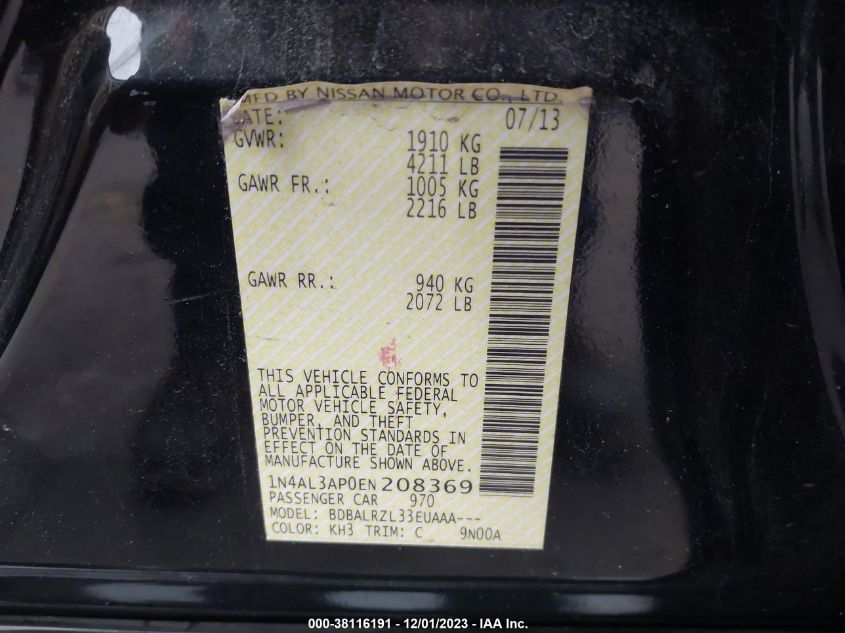 MFD BY NISSAN MOTOR CO., LTD.
DATE: 07/13
GVWR: 1910 KG
4211 LB
GAWR FR.: 1005 KG
2216 LB
GAWR RR.: 940 KG
2072 LB
THIS VEHICLE CONFORMS TO
ALL APPLICABLE FEDERAL
MOTOR VEHICLE SAFETY,
BUMPER, AND THEFT
PREVENTION STANDARDS IN
EFFECT ON THE DATE OF
MANUFACTURE SHOWN ABOVE.
1N4AL3AP0EN208369
PASSENGER CAR 970
MODEL: BDBALRZL33EUAAA---
COLOR: KH3 TRIM: C 9N00A
000-38116191 - 12/01/2023 - IAA Inc.